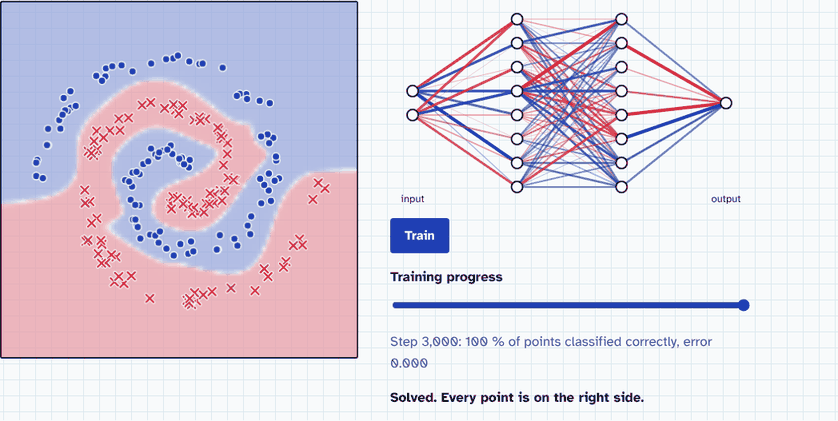 input
output
Train
Training progress
Step 3,000: 100 % of points classified correctly, error
0.000
Solved. Every point is on the right side.